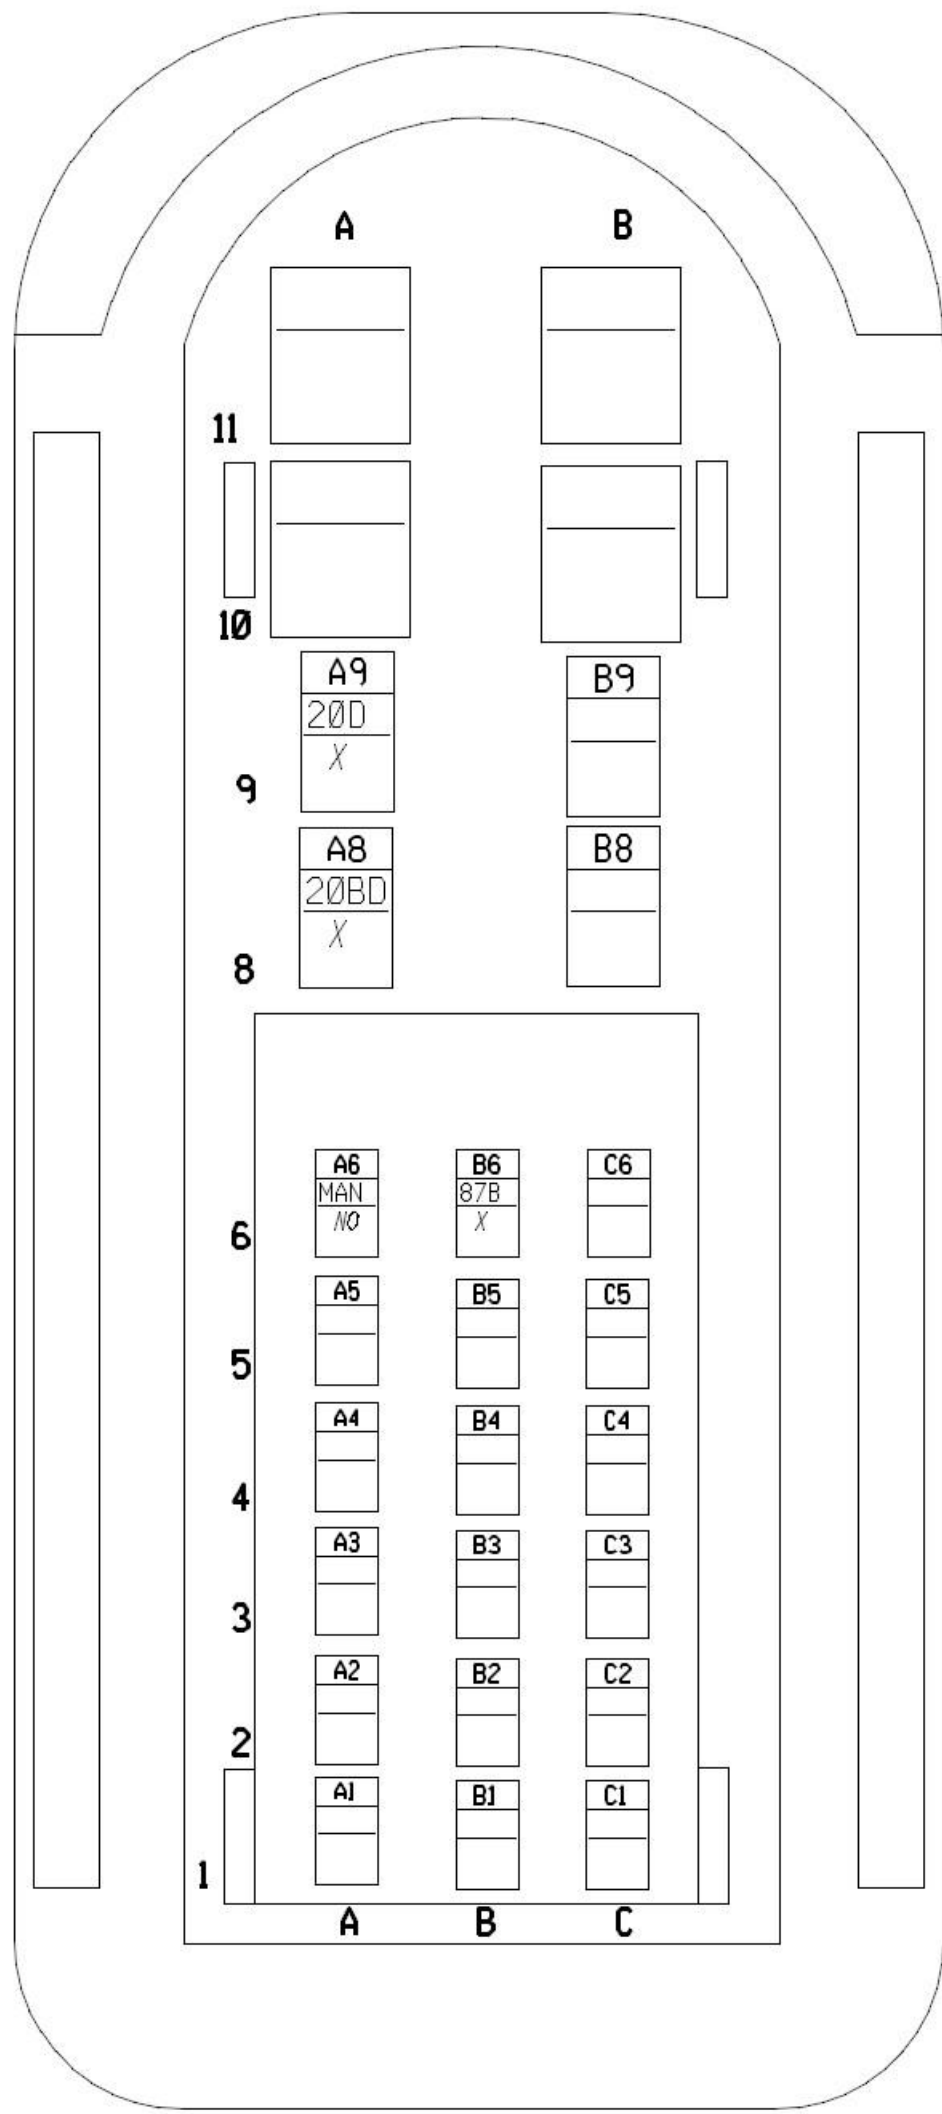 A B
11
10
A9 B9
20D
X
9
A8 B8
20BD
X
8
A6 B6 C6
MAN 87B
NO X
6
A5 B5 C5
5
A4 B4 C4
4
A3 B3 C3
3
A2 B2 C2
2
A1 B1 C1
1
A B C